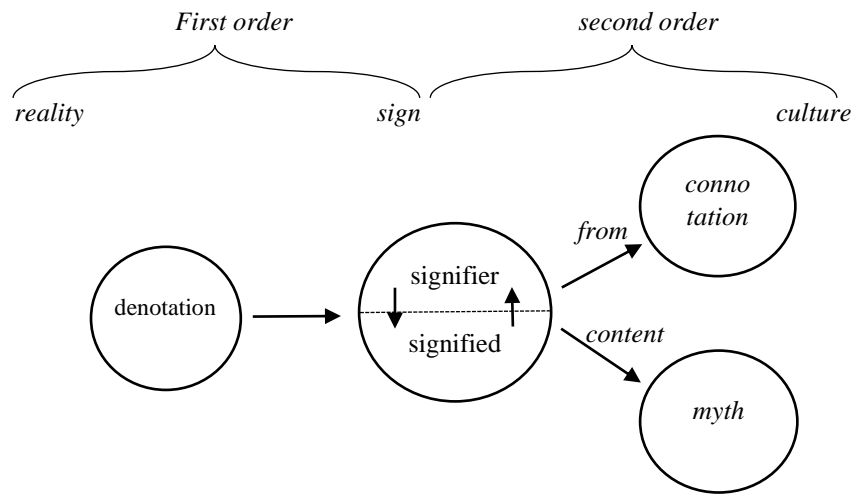 First order
second order
reality
sign
culture
conno
tation
from
signifier
denotation
signified
content
myth